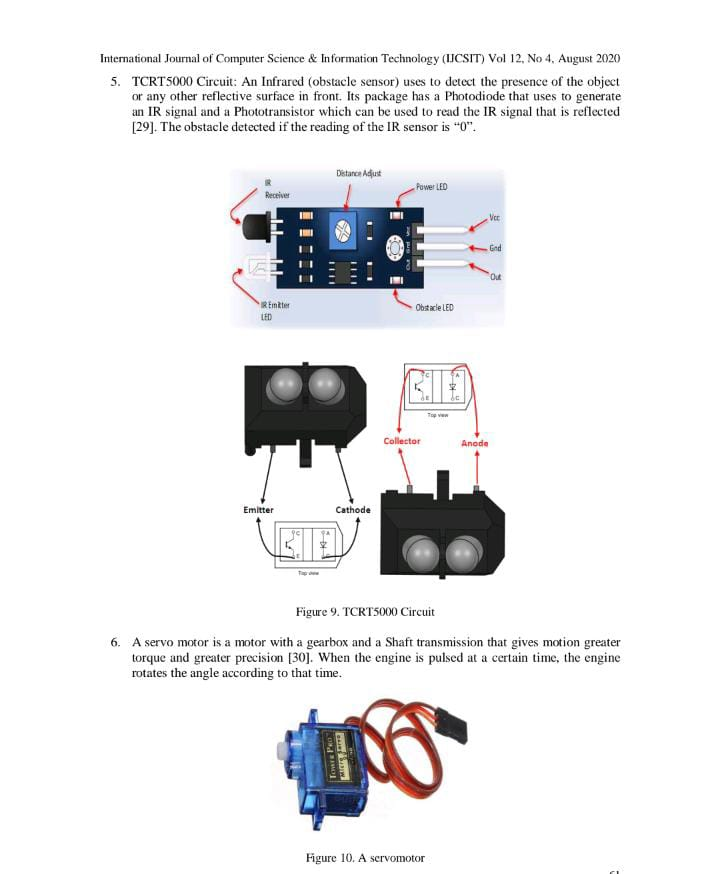 International Journal of Computer Science & Information Technology (IJCSIT) Vol 12, No 4, August 2020
5. TCRT5000 Circuit: An Infrared (obstacle sensor) uses to detect the presence of the object
or any other reflective surface in front. Its package has a Photodiode that uses to generate
an IR signal and a Phototransistor which can be used to read the IR signal that is reflected
[29]. The obstacle detected if the reading of the IR sensor is “0”.
Distance Adjust
IR
Receiver
Power LED
Vcc
Gnd
Out
Vcc
Gnd
Out
IR Emitter
LED
Obstacle LED
C
A
E
C
Top view
Collector
Anode
Emitter
Cathode
C
A
E
C
Top view
Figure 9. TCRT5000 Circuit
6. A servo motor is a motor with a gearbox and a Shaft transmission that gives motion greater
torque and greater precision [30]. When the engine is pulsed at a certain time, the engine
rotates the angle according to that time.
Tower Pro
Micro Servo
Figure 10. A servomotor